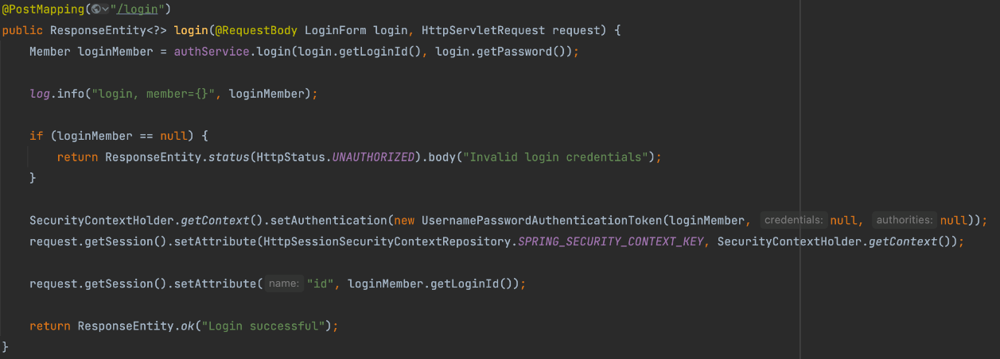 @PostMapping("/login")
public ResponseEntity<?> login(@RequestBody LoginForm login, HttpServletRequest request) {
    Member loginMember = authService.login(login.getLoginId(), login.getPassword());
    log.info("login, member={}", loginMember);
    if (loginMember == null) {
        return ResponseEntity.status(HttpStatus.UNAUTHORIZED).body("Invalid login credentials");
    }
    SecurityContextHolder.getContext().setAuthentication(new UsernamePasswordAuthenticationToken(loginMember, credentials: null, authorities: null));
    request.getSession().setAttribute(HttpSessionSecurityContextRepository.SPRING_SECURITY_CONTEXT_KEY, SecurityContextHolder.getContext());
    request.getSession().setAttribute( name: "id", loginMember.getLoginId());
    return ResponseEntity.ok("Login successful");
}